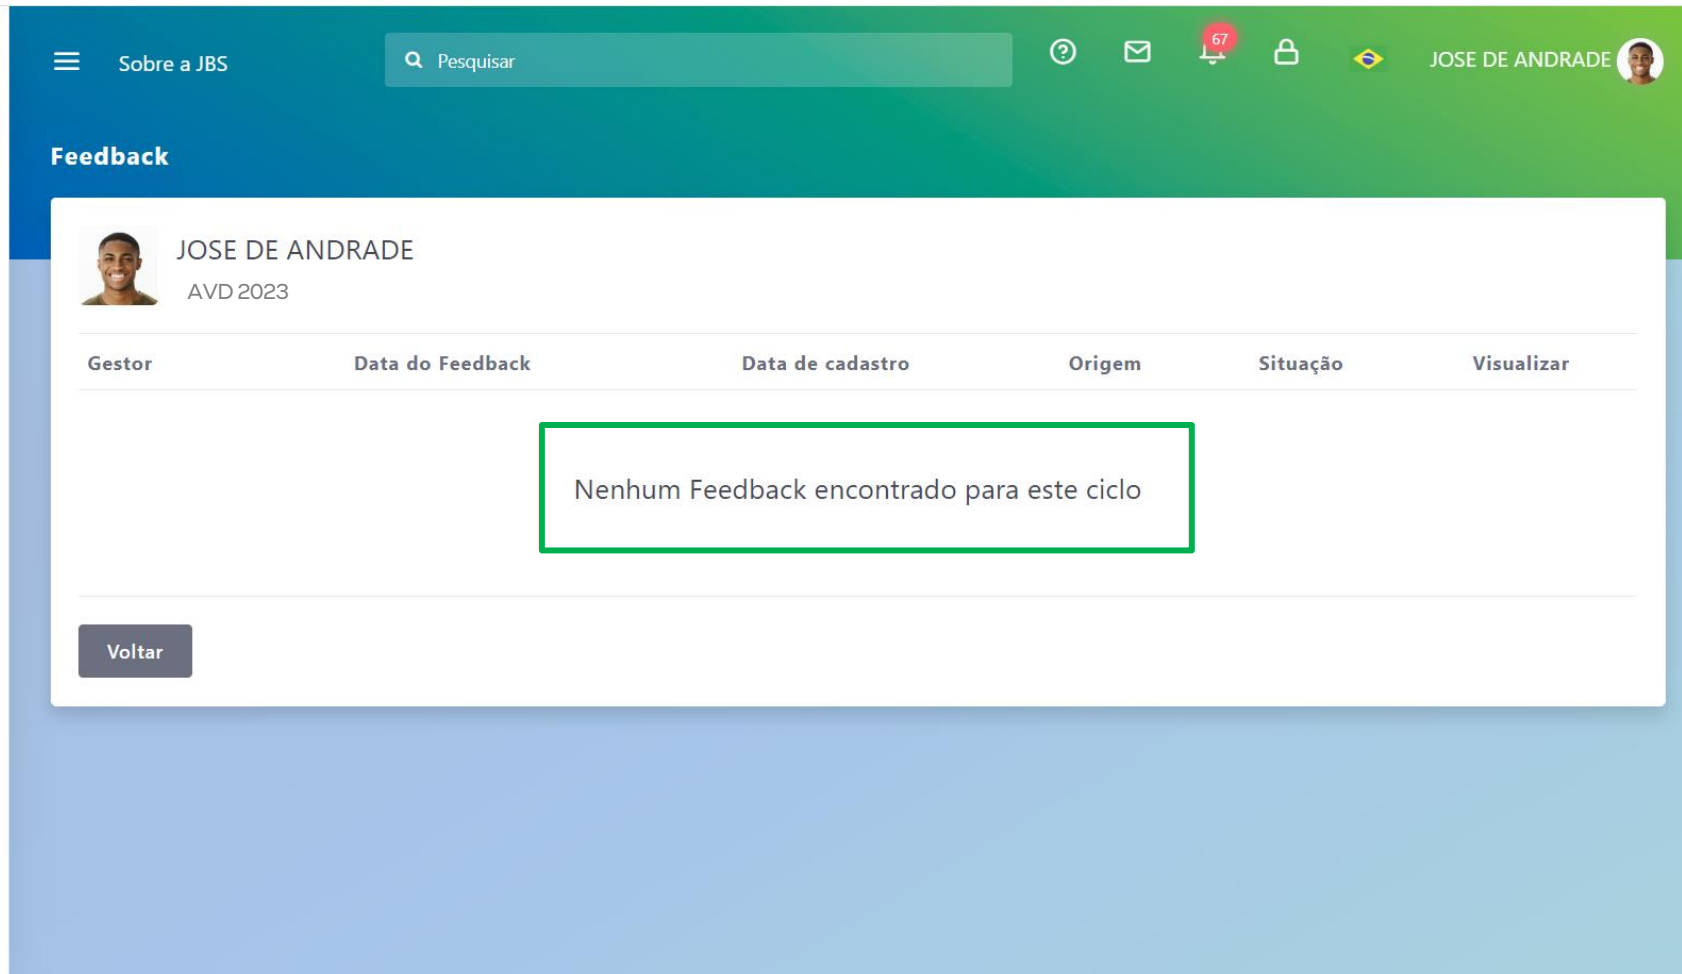 Sobre a JBS
Pesquisar
67
JOSE DE ANDRADE
Feedback
JOSE DE ANDRADE
AVD 2023
Gestor Data do Feedback Data de cadastro Origem Situação Visualizar
Nenhum Feedback encontrado para este ciclo
Voltar